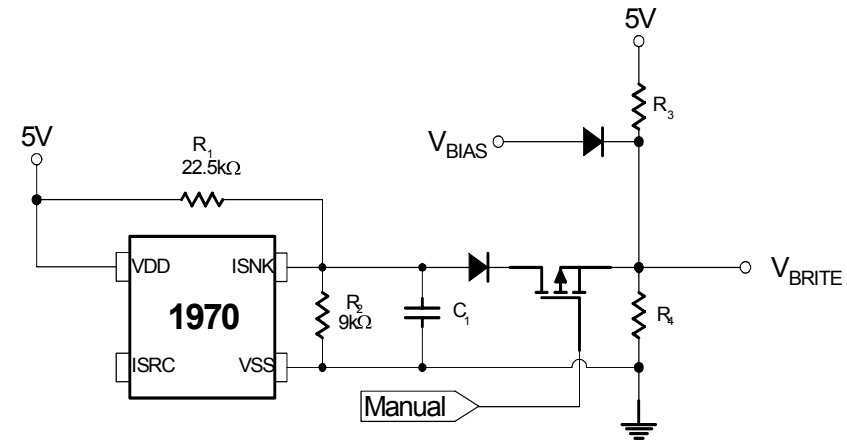 5V
R3
VBIAS
5V
R1
22.5kΩ
VDD
ISNK
VBRITE
1970
R2
9kΩ
C1
R4
ISRC
VSS
Manual